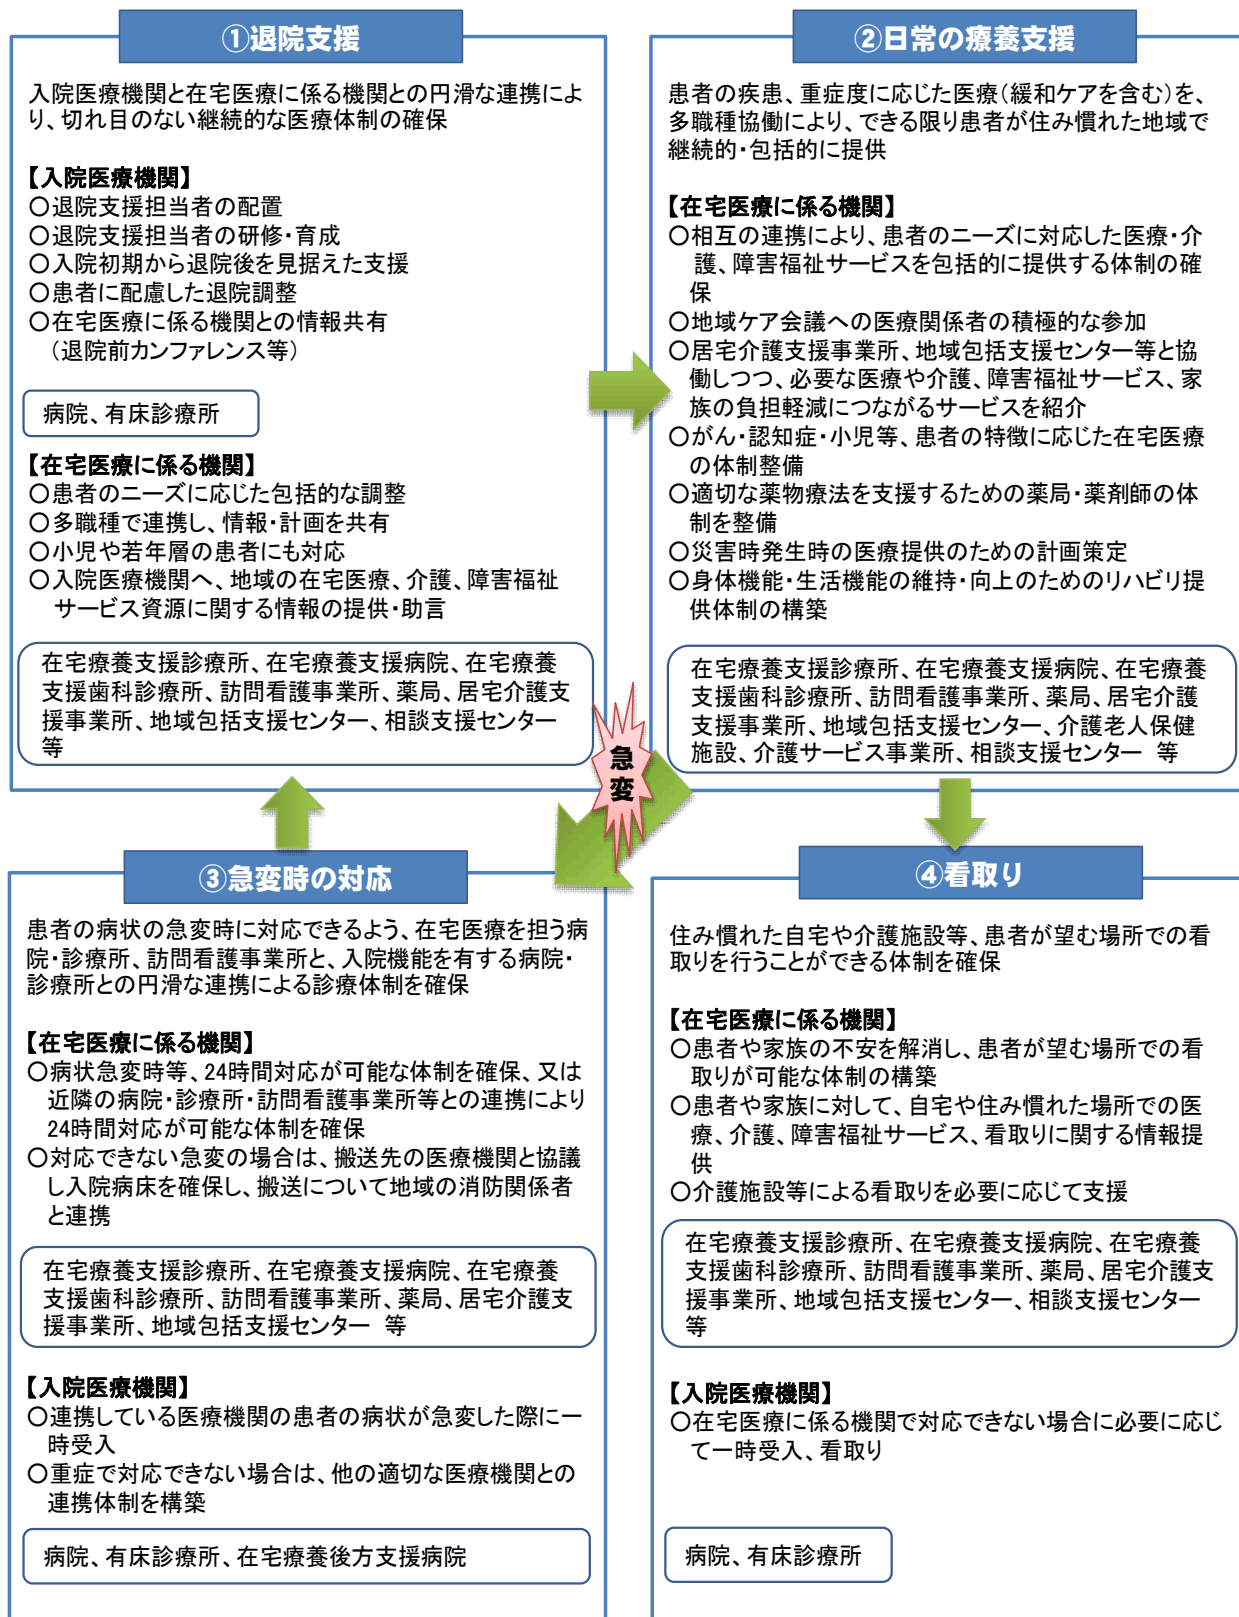 ①退院支援
入院医療機関と在宅医療に係る機関との円滑な連携によ
り、切れ目のない継続的な医療体制の確保
【入院医療機関】
〇退院支援担当者の配置
〇退院支援担当者の研修・育成
〇入院初期から退院後を見据えた支援
〇患者に配慮した退院調整
〇在宅医療に係る機関との情報共有
（退院前カンファレンス等）
病院、有床診療所
【在宅医療に係る機関】
〇患者のニーズに応じた包括的な調整
〇多職種で連携し、情報・計画を共有
〇小児や若年層の患者にも対応
〇入院医療機関へ、地域の在宅医療、介護、障害福祉
サービス資源に関する情報の提供・助言
在宅療養支援診療所、在宅療養支援病院、在宅療養
支援歯科診療所、訪問看護事業所、薬局、居宅介護支
援事業所、地域包括支援センター、相談支援センター
等
②日常の療養支援
患者の疾患、重症度に応じた医療（緩和ケアを含む）を、
多職種協働により、できる限り患者が住み慣れた地域で
継続的・包括的に提供
【在宅医療に係る機関】
〇相互の連携により、患者のニーズに対応した医療・介
護、障害福祉サービスを包括的に提供する体制の確
保
〇地域ケア会議への医療関係者の積極的な参加
〇居宅介護支援事業所、地域包括支援センター等と協
働しつつ、必要な医療や介護、障害福祉サービス、家
族の負担軽減につながるサービスを紹介
〇がん・認知症・小児等、患者の特徴に応じた在宅医療
の体制整備
〇適切な薬物療法を支援するための薬局・薬剤師の体
制を整備
〇災害時発生時の医療提供のための計画策定
〇身体機能・生活機能の維持・向上のためのリハビリ提
供体制の構築
在宅療養支援診療所、在宅療養支援病院、在宅療養
支援歯科診療所、訪問看護事業所、薬局、居宅介護
支援事業所、地域包括支援センター、介護老人保健
施設、介護サービス事業所、相談支援センター　等
急
変
③急変時の対応
患者の病状の急変時に対応できるよう、在宅医療を担う病
院・診療所、訪問看護事業所と、入院機能を有する病院・
診療所との円滑な連携による診療体制を確保
【在宅医療に係る機関】
〇病状急変時等、24時間対応が可能な体制を確保、又は
近隣の病院・診療所・訪問看護事業所等との連携により
24時間対応が可能な体制を確保
〇対応できない急変の場合は、搬送先の医療機関と協議
し入院病床を確保し、搬送について地域の消防関係者
と連携
在宅療養支援診療所、在宅療養支援病院、在宅療養
支援歯科診療所、訪問看護事業所、薬局、居宅介護支
援事業所、地域包括支援センター　等
【入院医療機関】
〇連携している医療機関の患者の病状が急変した際に一
時受入
〇重症で対応できない場合は、他の適切な医療機関との
連携体制を構築
病院、有床診療所、在宅療養後方支援病院
④看取り
住み慣れた自宅や介護施設等、患者が望む場所での看
取りを行うことができる体制を確保
【在宅医療に係る機関】
〇患者や家族の不安を解消し、患者が望む場所での看
取りが可能な体制の構築
〇患者や家族に対して、自宅や住み慣れた場所での医
療、介護、障害福祉サービス、看取りに関する情報提
供
〇介護施設等による看取りを必要に応じて支援
在宅療養支援診療所、在宅療養支援病院、在宅療養
支援歯科診療所、訪問看護事業所、薬局、居宅介護支
援事業所、地域包括支援センター、相談支援センター
等
【入院医療機関】
〇在宅医療に係る機関で対応できない場合に必要に応じ
て一時受入、看取り
病院、有床診療所